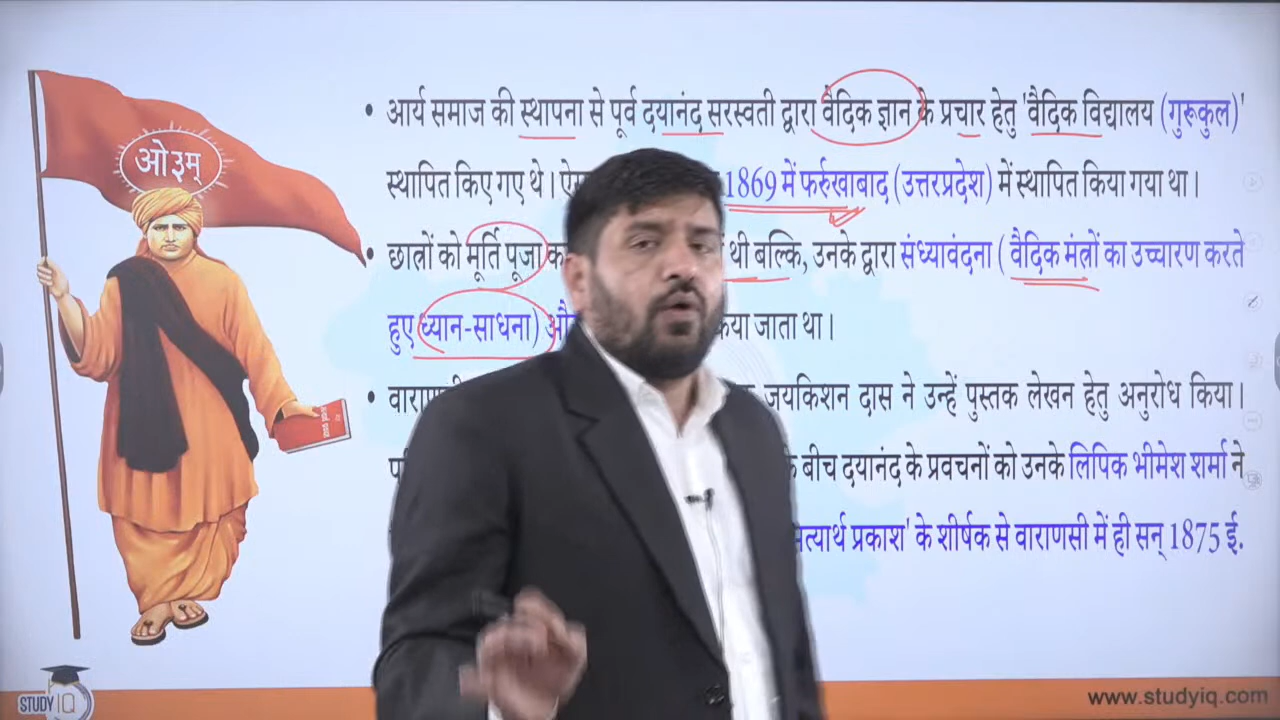 ओ३म्
आर्य समाज की स्थापना से पूर्व दयानंद सरस्वती द्वारा वैदिक ज्ञान के प्रचार हेतु 'वैदिक विद्यालय (गुरूकुल)'
स्थापित किए गए थे। 1869 में फर्रुखाबाद (उत्तरप्रदेश) में स्थापित किया गया था।
छात्रों को मूर्ति पूजा थी बल्कि, उनके द्वारा संध्यावंदना ( वैदिक मंत्रों का उच्चारण करते
हुए ध्यान-साधना) किया जाता था।
जयकिशन दास ने उन्हें पुस्तक लेखन हेतु अनुरोध किया।
बीच दयानंद के प्रवचनों को उनके लिपिक भीमेश शर्मा ने
सत्यार्थ प्रकाश' के शीर्षक से वाराणसी में ही सन् 1875 ई.
STUDY IQ
www.studyiq.com